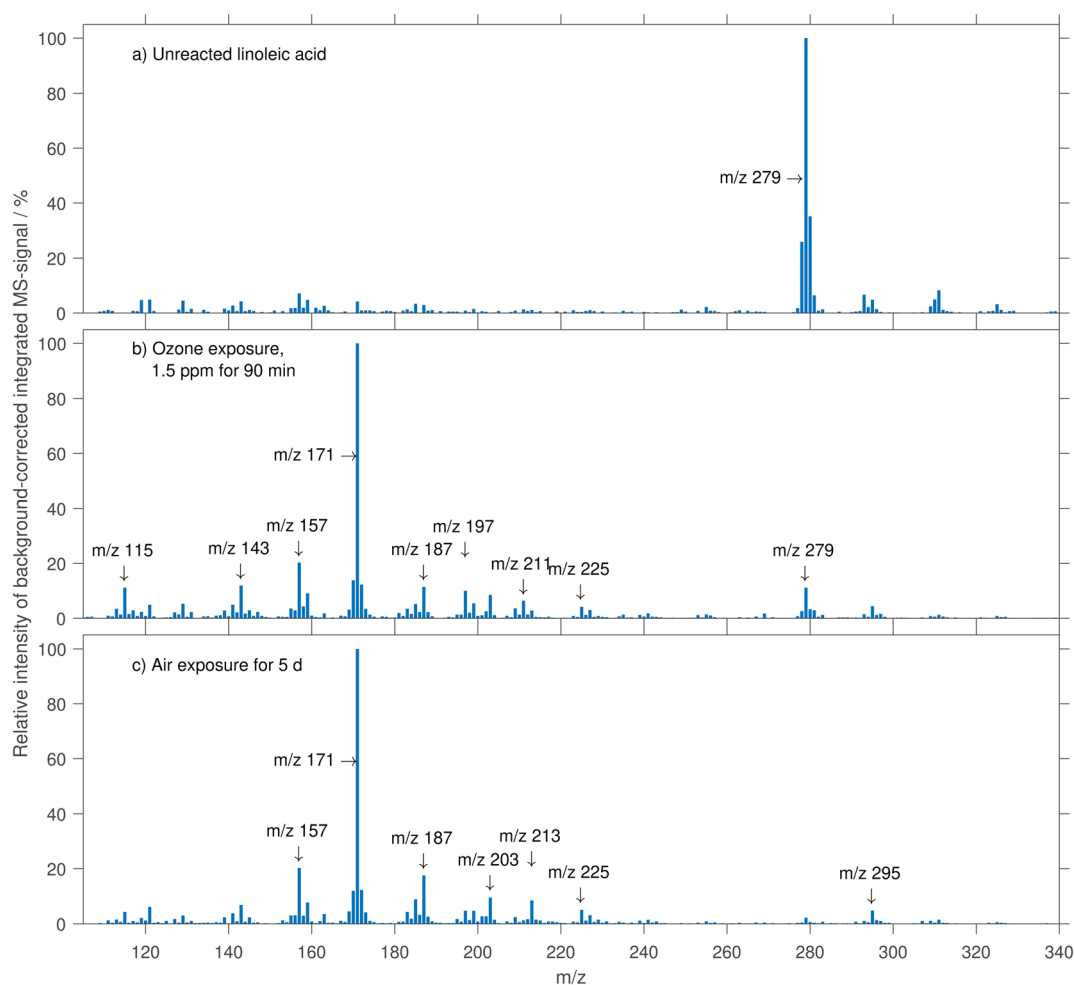 Relative intensity of background-corrected integrated MS-signal / %
100
80
60
40
20
0
a) Unreacted linoleic acid
m/z 279
100
80
60
40
20
0
b) Ozone exposure,
1.5 ppm for 90 min
m/z 171
m/z 115
m/z 143
m/z 157
m/z 187
m/z 197
m/z 211
m/z 225
m/z 279
100
80
60
40
20
0
c) Air exposure for 5 d
m/z 171
m/z 157
m/z 187
m/z 203
m/z 213
m/z 225
m/z 295
120 140 160 180 200 220 240 260 280 300 320 340
m/z